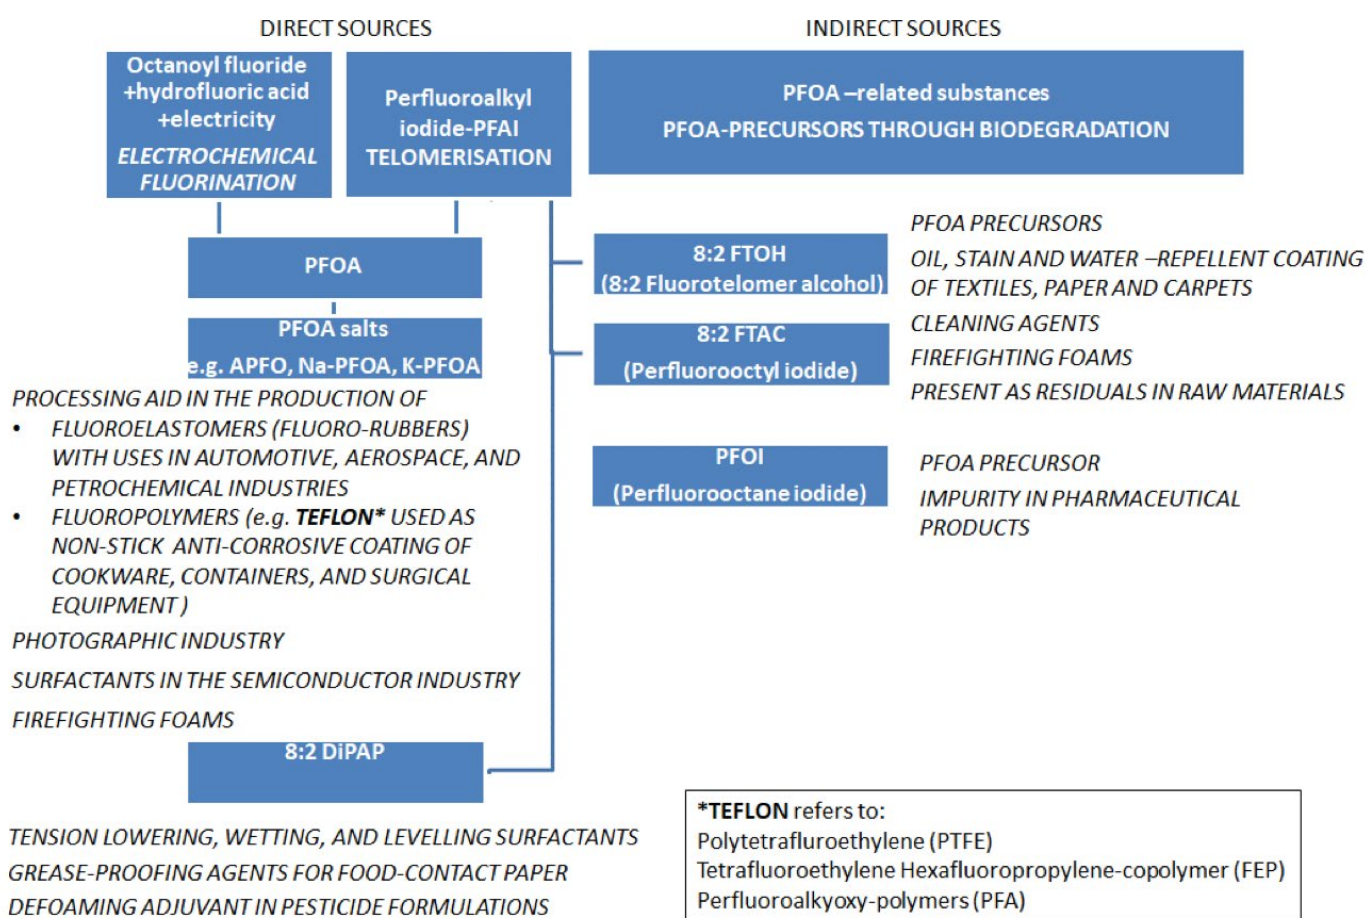 DIRECT SOURCES
INDIRECT SOURCES
Octanoyl fluoride
+hydrofluoric acid
+electricity
ELECTROCHEMICAL
FLUORINATION
Perfluoroalkyl
iodide-PFAI
TELOMERISATION
PFOA –related substances
PFOA-PRECURSORS THROUGH BIODEGRADATION
PFOA
PFOA salts
e.g. APFO, Na-PFOA, K-PFOA
PROCESSING AID IN THE PRODUCTION OF
• FLUOROELASTOMERS (FLUORO-RUBBERS)
WITH USES IN AUTOMOTIVE, AEROSPACE, AND
PETROCHEMICAL INDUSTRIES
• FLUOROPOLYMERS (e.g. TEFLON* USED AS
NON-STICK ANTI-CORROSIVE COATING OF
COOKWARE, CONTAINERS, AND SURGICAL
EQUIPMENT )
PHOTOGRAPHIC INDUSTRY
SURFACTANTS IN THE SEMICONDUCTOR INDUSTRY
FIREFIGHTING FOAMS
8:2 DiPAP
TENSION LOWERING, WETTING, AND LEVELLING SURFACTANTS
GREASE-PROOFING AGENTS FOR FOOD-CONTACT PAPER
DEFOAMING ADJUVANT IN PESTICIDE FORMULATIONS
8:2 FTOH
(8:2 Fluorotelomer alcohol)
8:2 FTAC
(Perfluorooctyl iodide)
PFOA PRECURSORS
OIL, STAIN AND WATER –REPELLENT COATING
OF TEXTILES, PAPER AND CARPETS
CLEANING AGENTS
FIREFIGHTING FOAMS
PRESENT AS RESIDUALS IN RAW MATERIALS
PFOI
(Perfluorooctane iodide)
PFOA PRECURSOR
IMPURITY IN PHARMACEUTICAL
PRODUCTS
*TEFLON refers to:
Polytetrafluroethylene (PTFE)
Tetrafluoroethylene Hexafluoropropylene-copolymer (FEP)
Perfluoroalkyoxy-polymers (PFA)